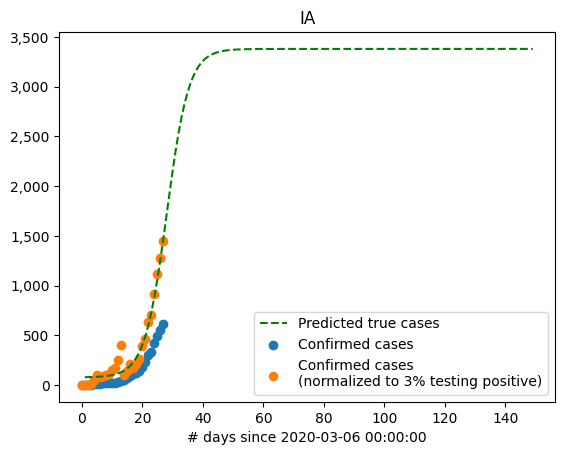 IA
3,500
3,000
2,500
2,000
1,500
1,000
500
0
Predicted true cases
Confirmed cases
Confirmed cases
(normalized to 3% testing positive)
0 20 40 60 80 100 120 140
# days since 2020-03-06 00:00:00